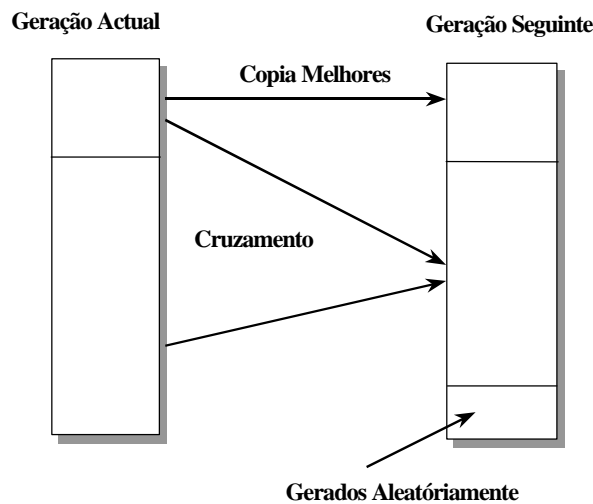 Geração Actual
Geração Seguinte
Copia Melhores
Cruzamento
Gerados Aleatóriamente